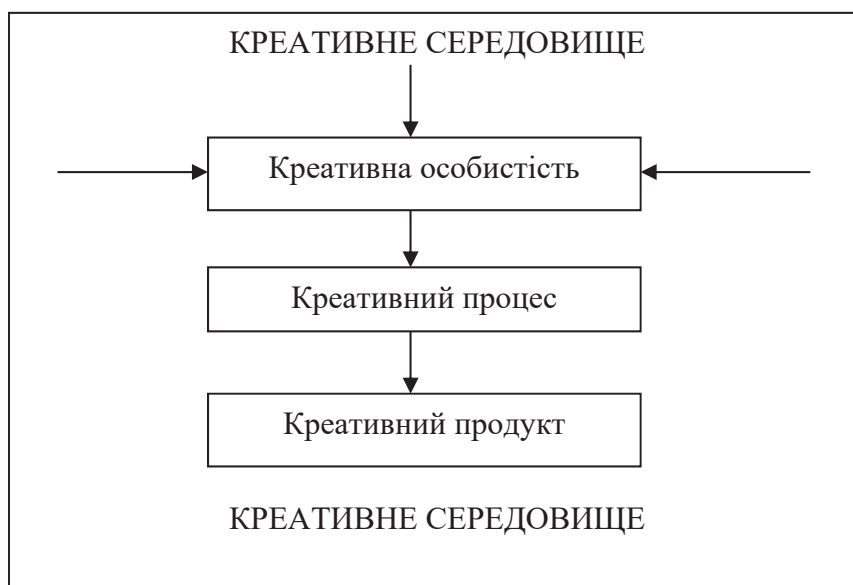 КРЕАТИВНЕ СЕРЕДОВИЩЕ
Креативна особистість
Креативний процес
Креативний продукт
КРЕАТИВНЕ СЕРЕДОВИЩЕ